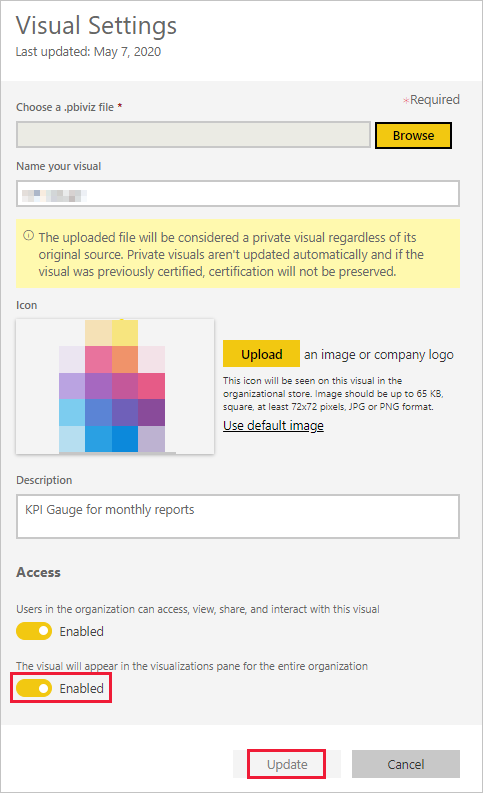 Visual Settings
Last updated: May 7, 2020
*Required
Choose a .pbiviz file *
Browse
Name your visual
The uploaded file will be considered a private visual regardless of its
original source. Private visuals aren't updated automatically and if the
visual was previously certified, certification will not be preserved.
Icon
Upload an image or company logo
This icon will be seen on this visual in the
organizational store. Image should be up to 65 KB,
square, at least 72x72 pixels, JPG or PNG format.
Use default image
Description
KPI Gauge for monthly reports
Access
Users in the organization can access, view, share, and interact with this visual
Enabled
The visual will appear in the visualizations pane for the entire organization
Enabled
Update Cancel